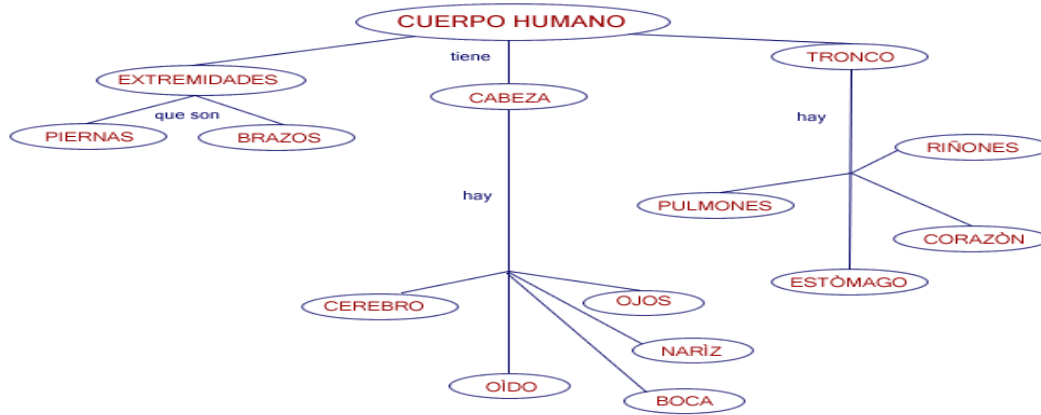 CUERPO HUMANO
tiene
EXTREMIDADES
CABEZA
TRONCO
que son
PIERNAS
BRAZOS
hay
hay
RIÑONES
PULMONES
CORAZÒN
ESTÒMAGO
CEREBRO
OJOS
NARÌZ
OÌDO
BOCA